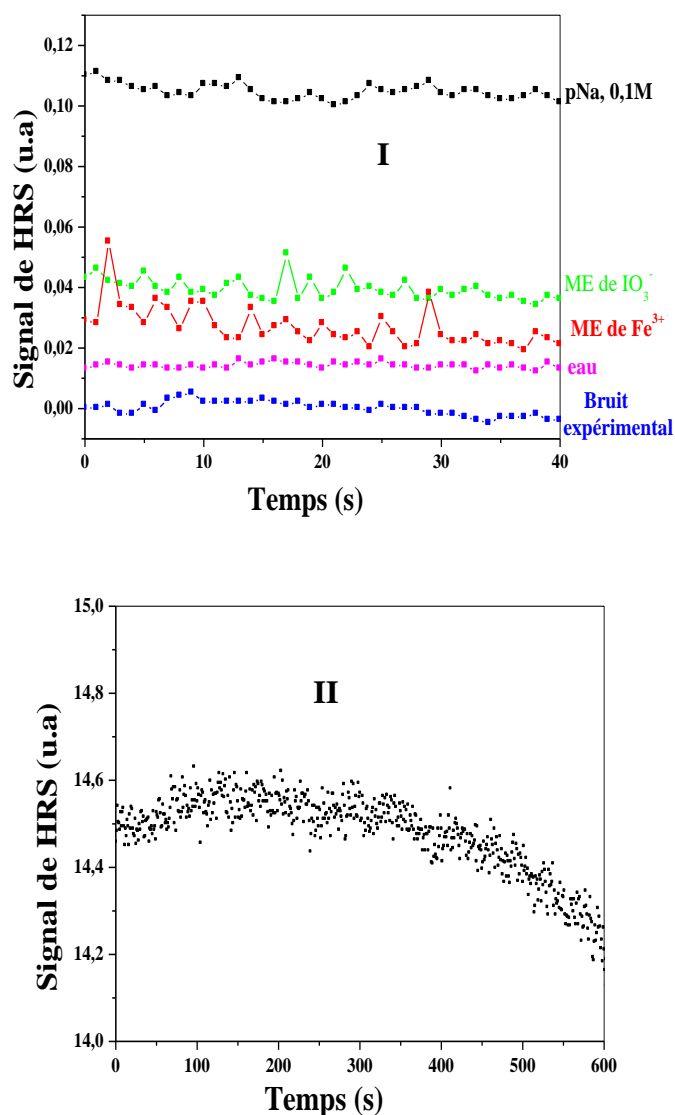 0,12
0,10
0,08
0,06
0,04
0,02
0,00
Signal de HRS (u.a)
I
pNa, 0,1M
ME de IO₃⁻
ME de Fe³⁺
eau
Bruit
expérimental
0 10 20 30 40
Temps (s)
15,0
14,8
14,6
14,4
14,2
14,0
Signal de HRS (u.a)
II
0 100 200 300 400 500 600
Temps (s)